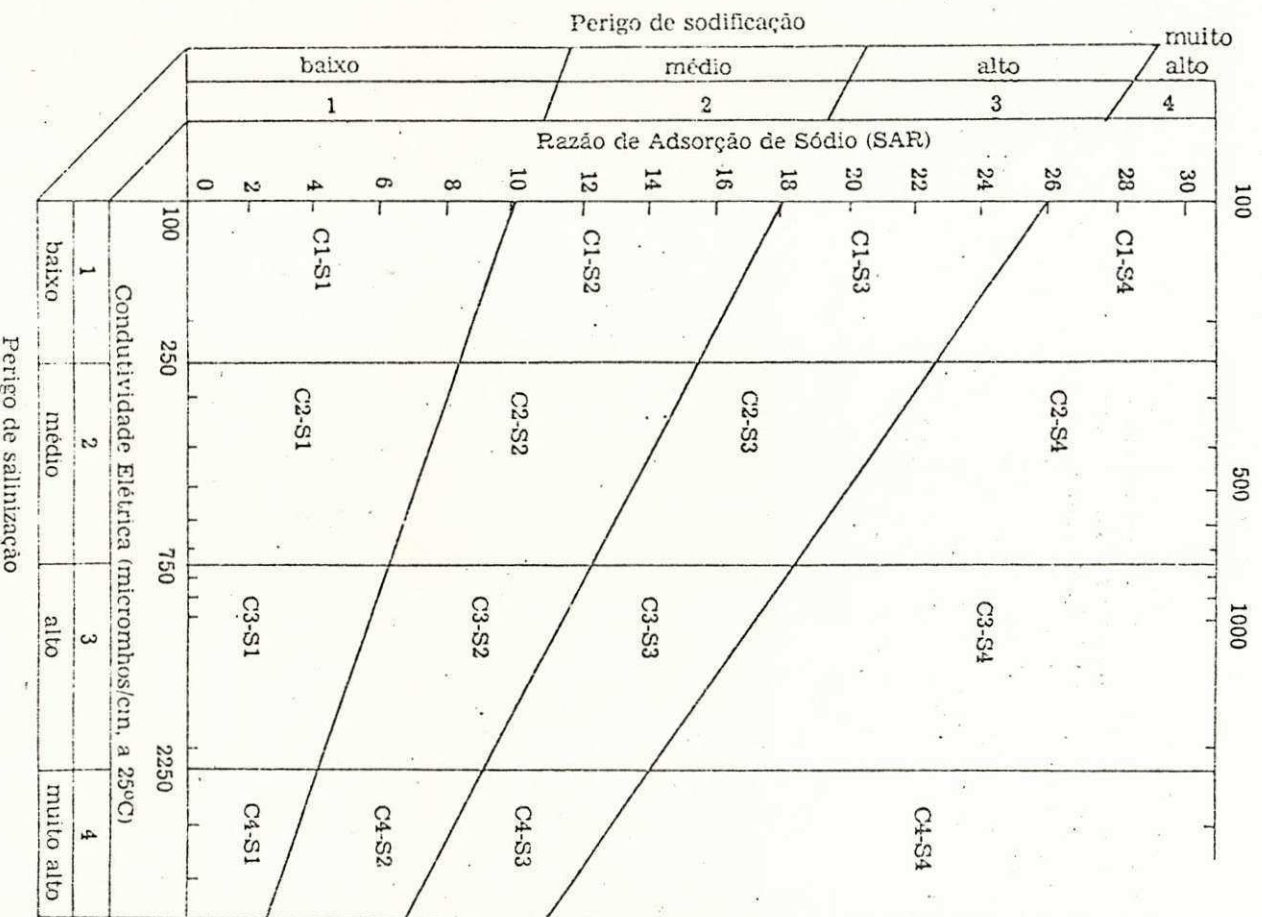 Perigo de sodificação
baixo médio alto muito alto
1 2 3 4
Razão de Adsorção de Sódio (SAR)
0 2 4 6 8 10 12 14 16 18 20 22 24 26 28 30
100 500 1000
C1-S1 C1-S2 C1-S3 C1-S4
C2-S1 C2-S2 C2-S3 C2-S4
C3-S1 C3-S2 C3-S3 C3-S4
C4-S1 C4-S2 C4-S3 C4-S4
100 250 750 2250
Condutividade Elétrica (micromhos/cm, a 25ºC)
1 2 3 4
baixo médio alto muito alto
Perigo de salinização